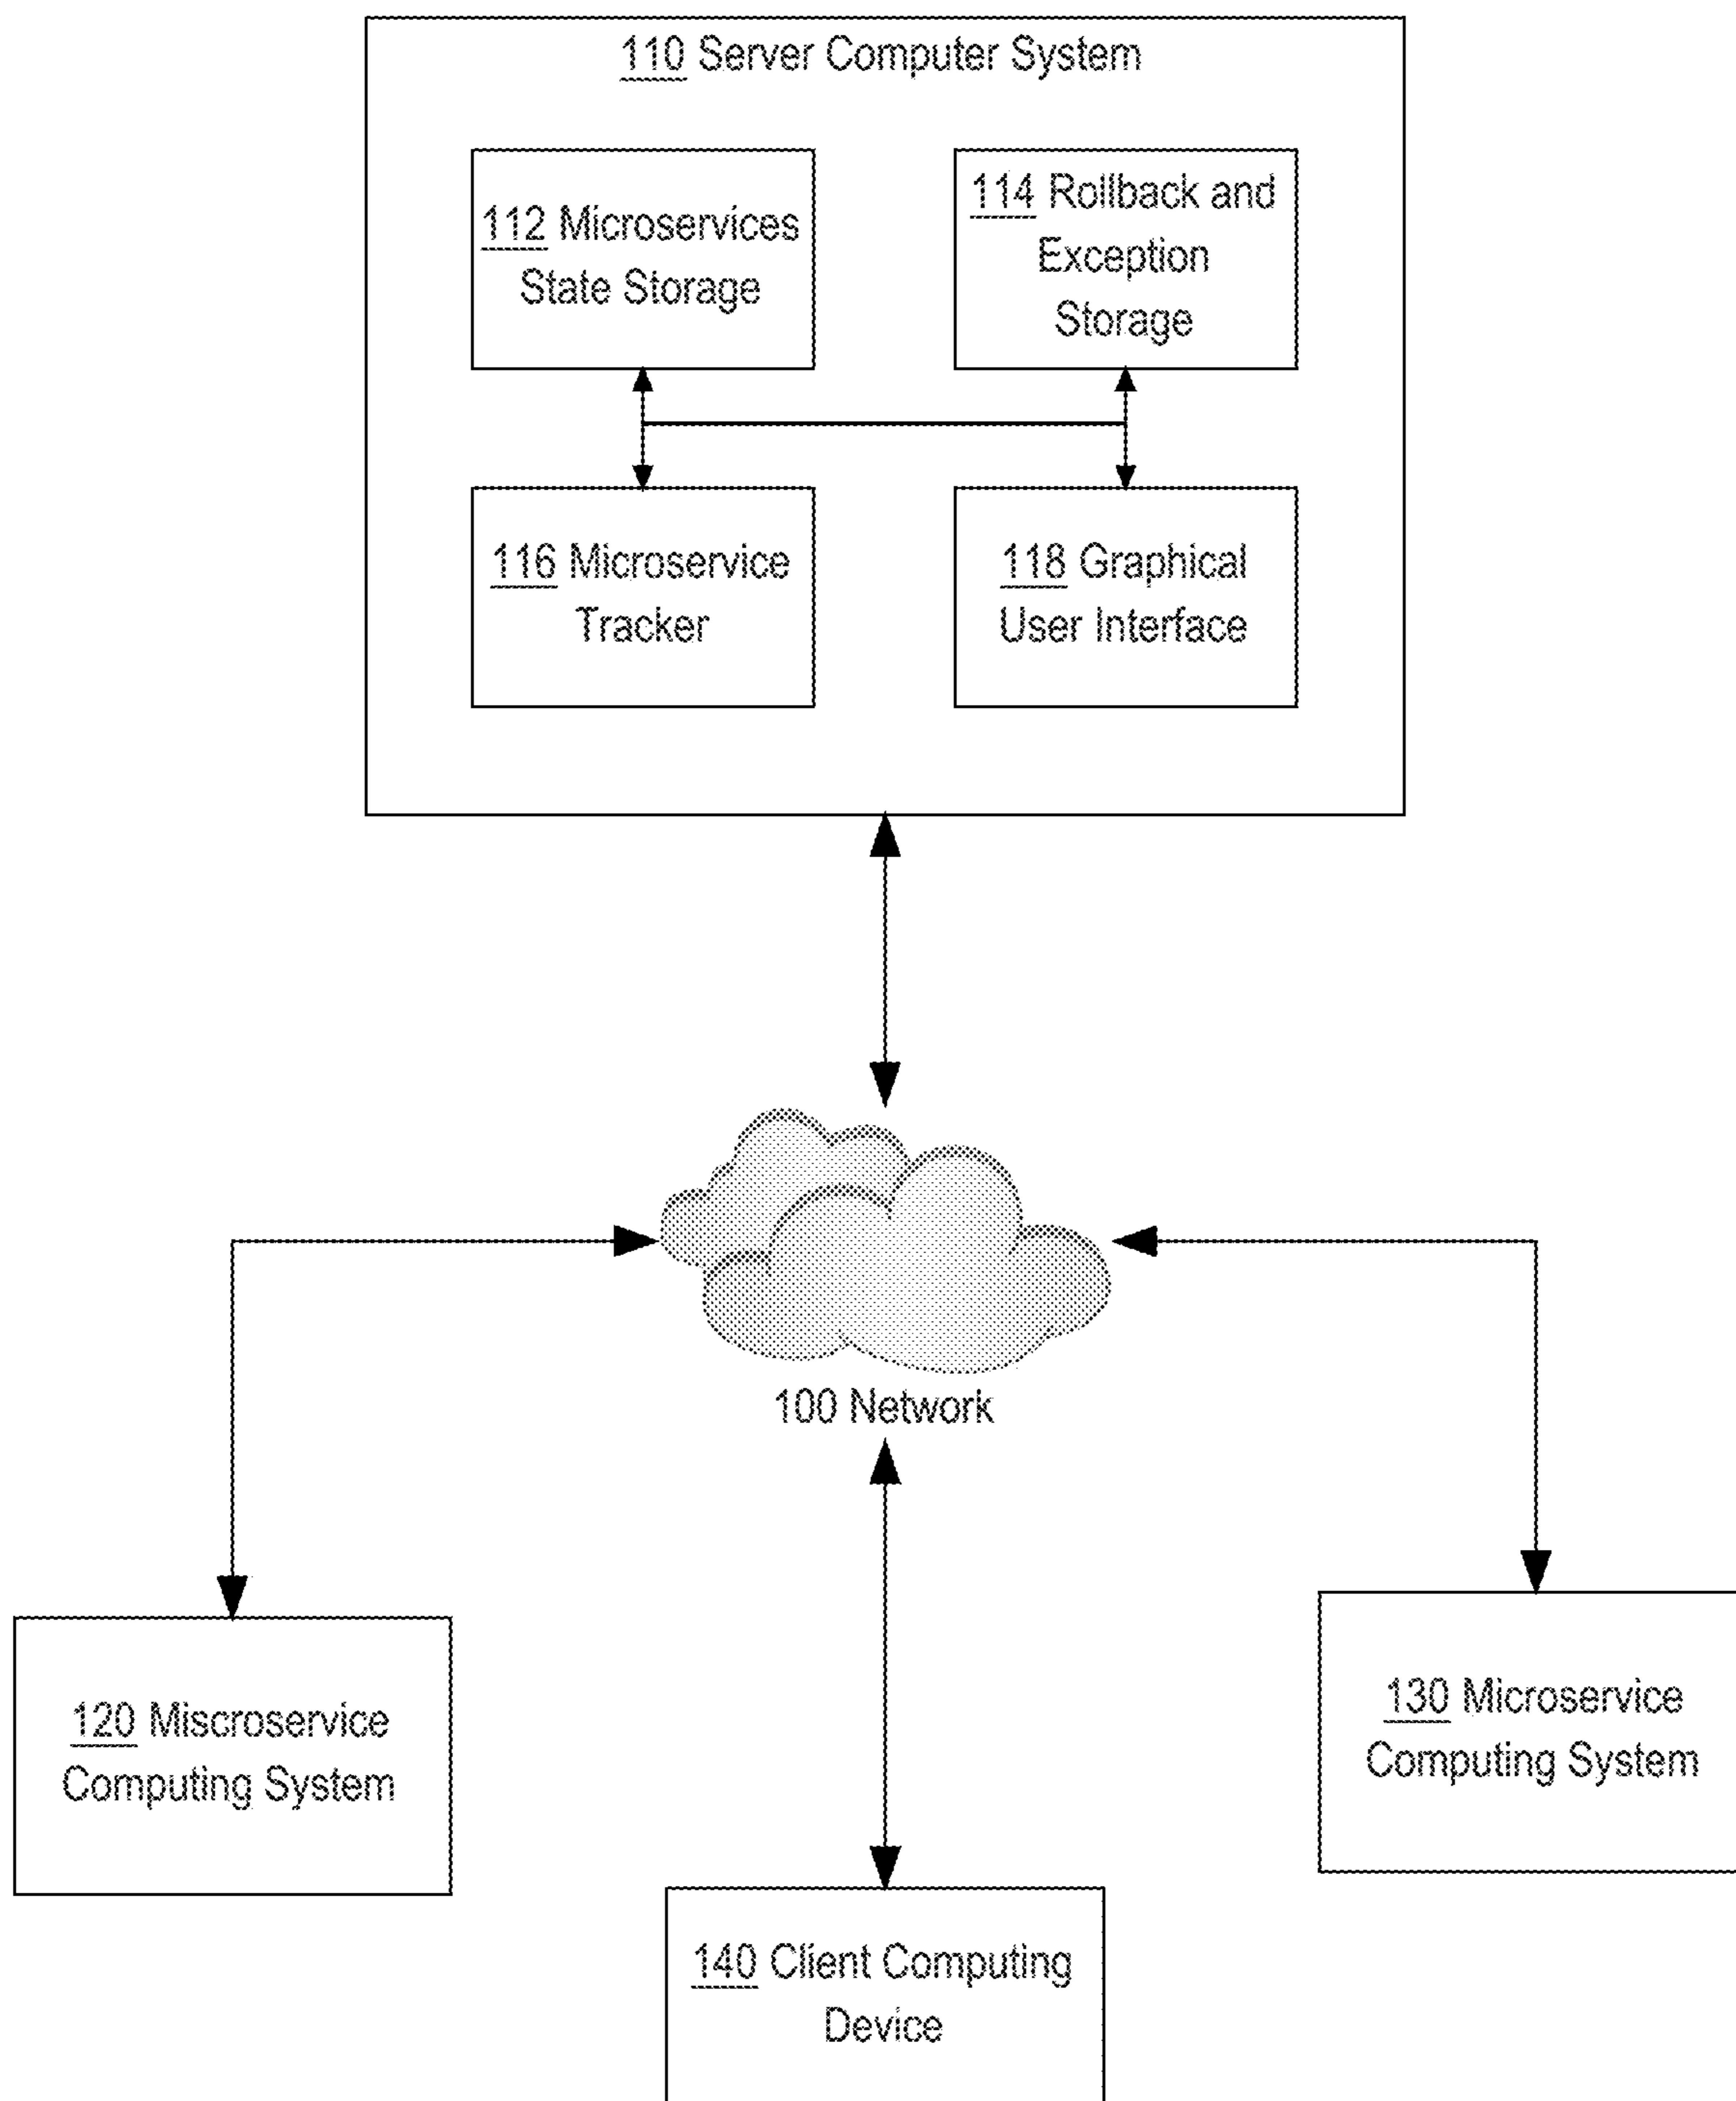 110 Server Computer System
112 Microservices
State Storage
114 Rollback and
Exception
Storage
116 Microservice
Tracker
118 Graphical
User Interface
100 Network
120 Miscroservice
Computing System
130 Microservice
Computing System
140 Client Computing
Device